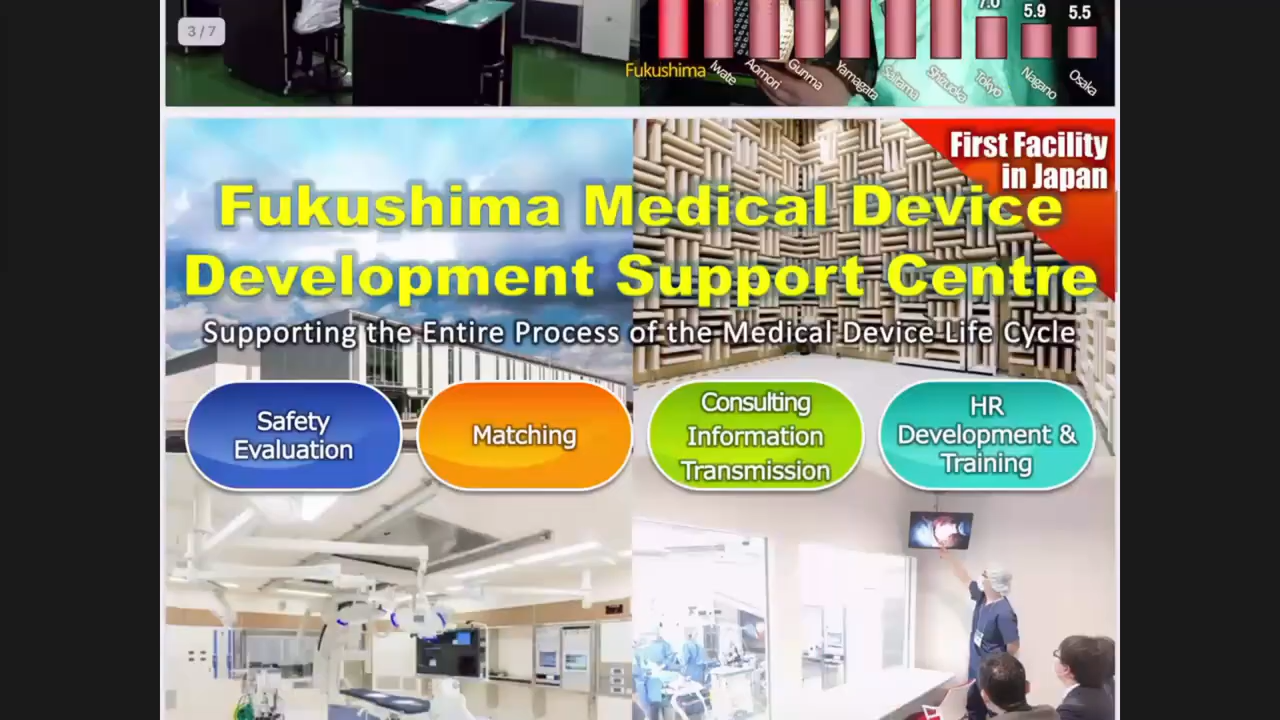 3 / 7
7.0
5.9
5.5
Fukushima
Iwate
Aomori
Gunma
Yamagata
Saitama
Shizuoka
Tokyo
Nagano
Osaka
First Facility
in Japan
Fukushima Medical Device
Development Support Centre
Supporting the Entire Process of the Medical Device Life Cycle
Safety
Evaluation
Matching
Consulting
Information
Transmission
HR
Development &
Training